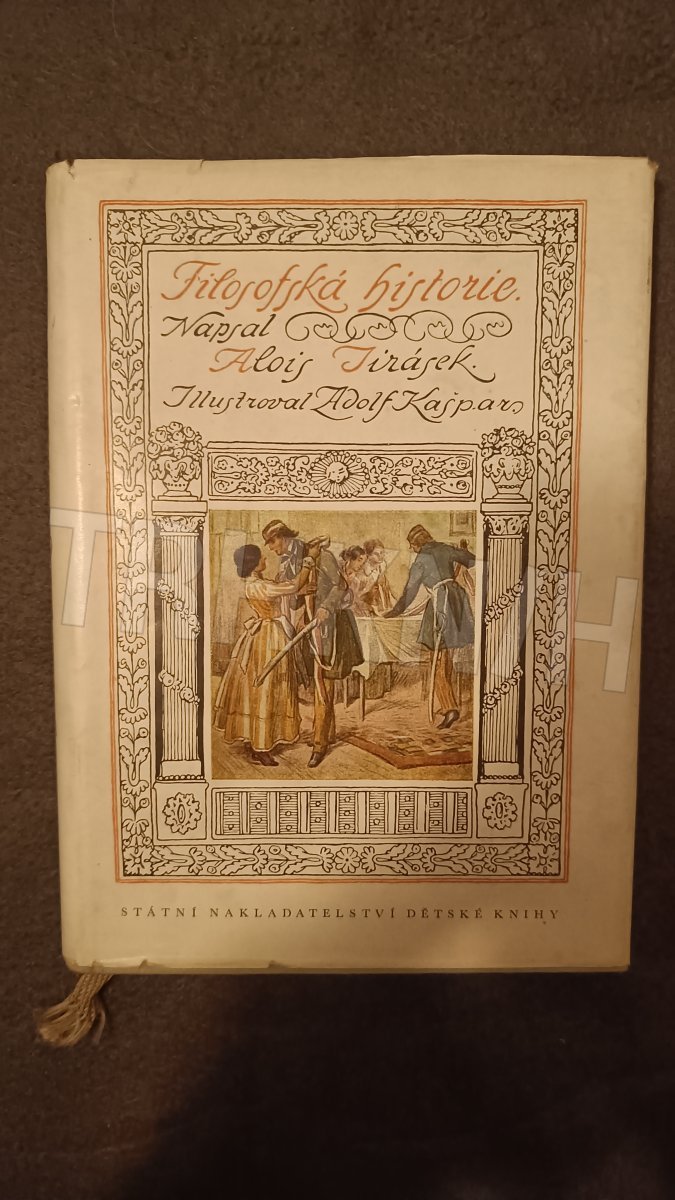 Filosofská historie.
Napsal
Alois Jirásek.
Illustroval Adolf Kašpar
STÁTNÍ NAKLADATELSTVÍ DĚTSKÉ KNIHY